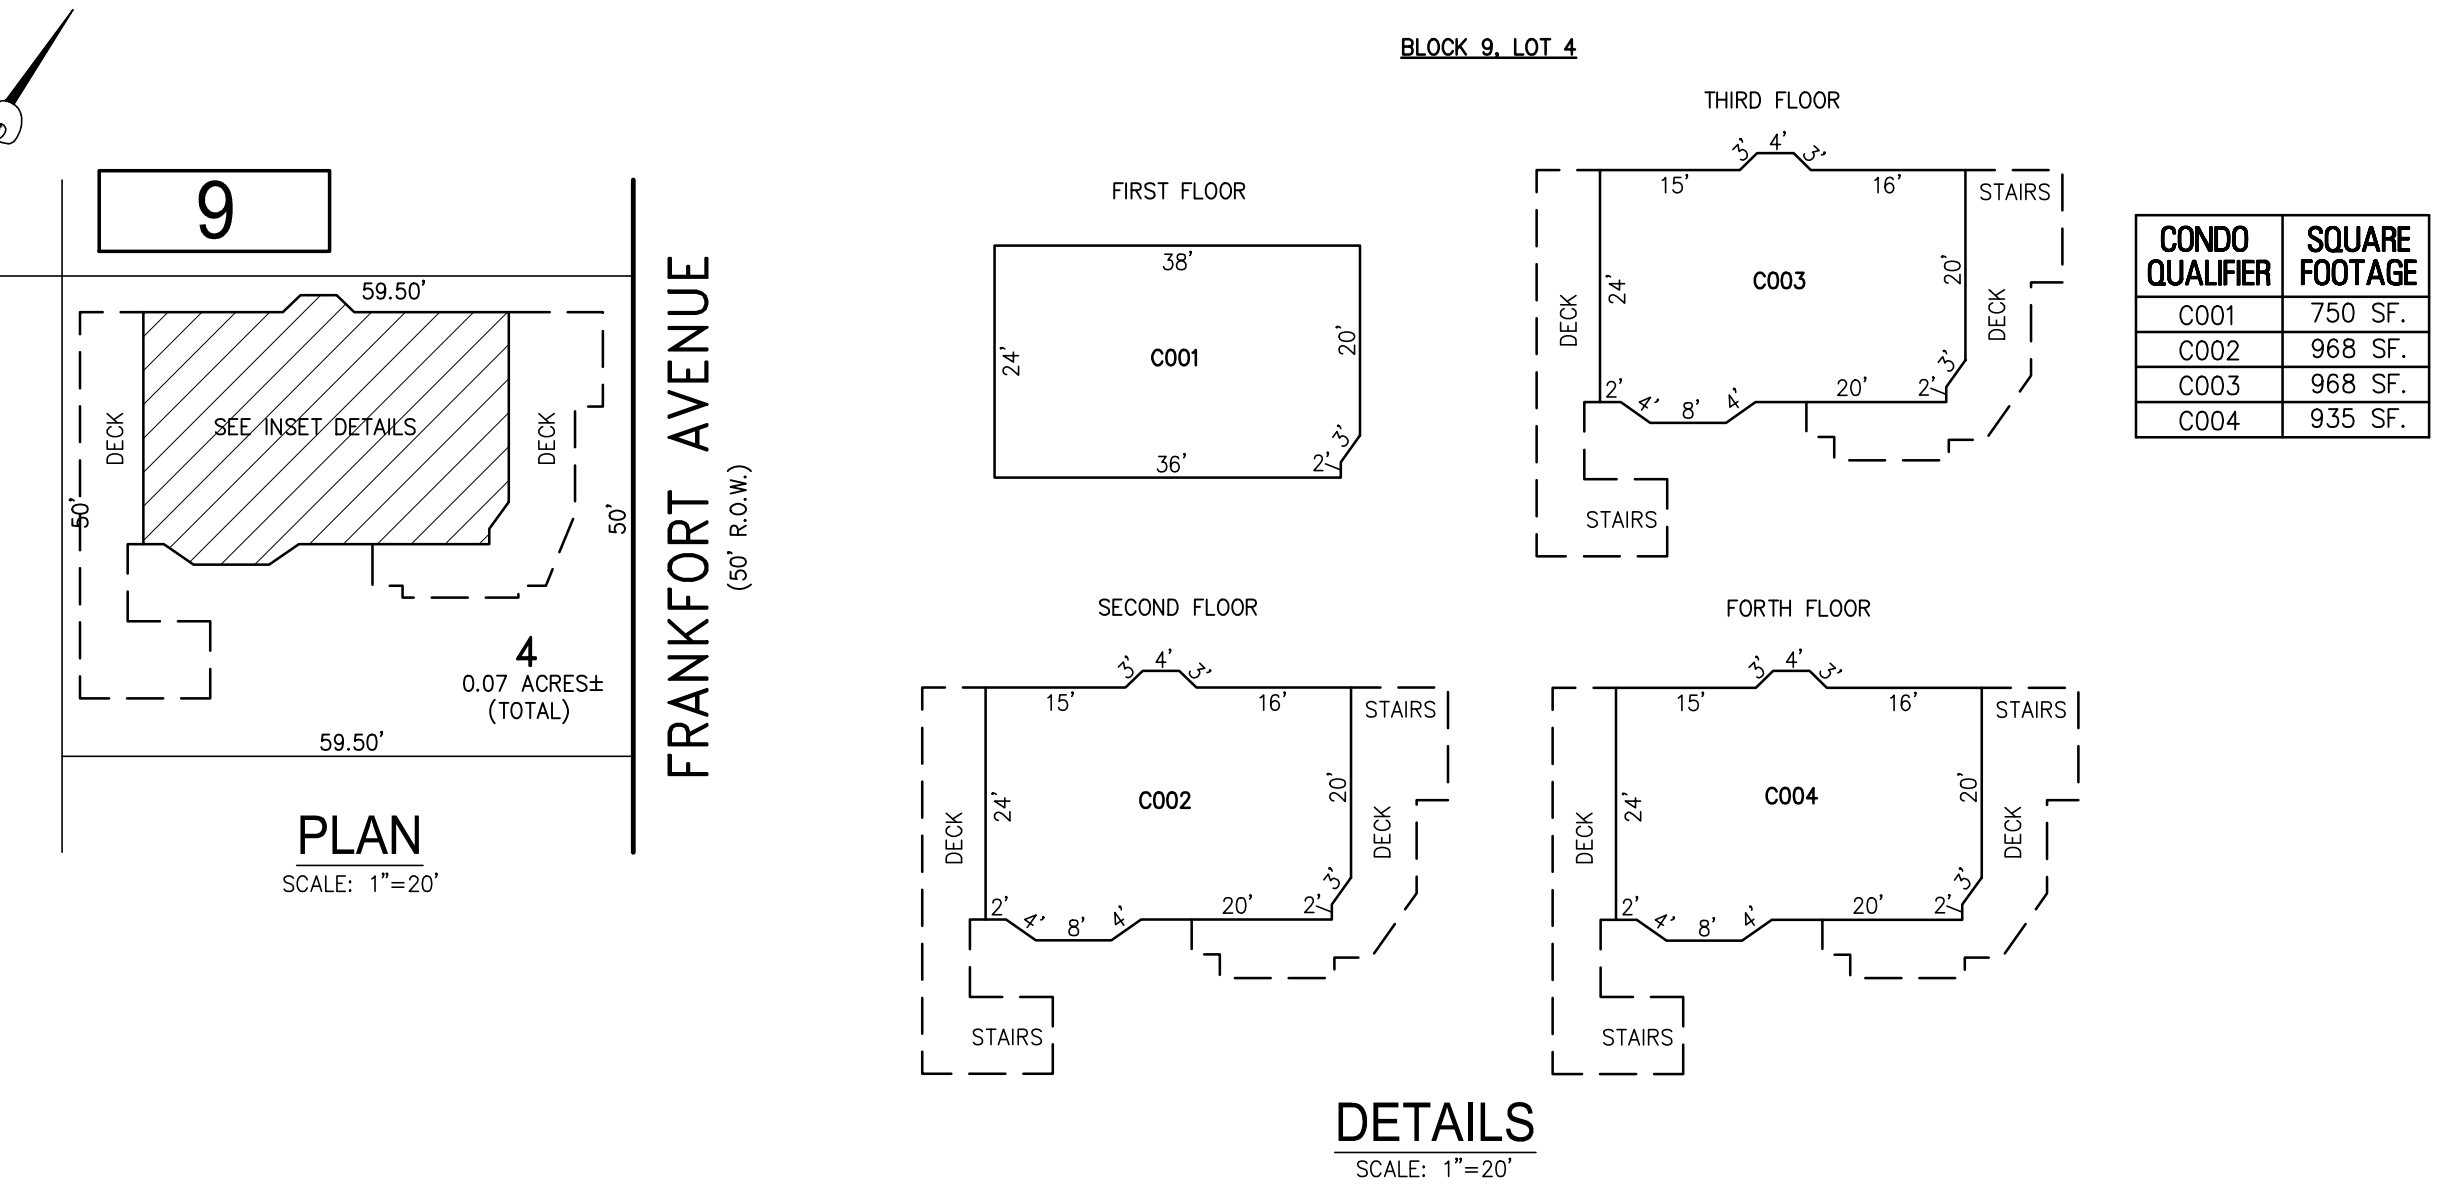 BLOCK 9, LOT 4
9
59.50'
DECK
SEE INSET DETAILS
DECK
50'
50'
4
0.07 ACRES±
(TOTAL)
59.50'
FRANKFORT AVENUE
(50' R.O.W.)
PLAN
SCALE: 1"=20'
FIRST FLOOR
38'
24'
C001
20'
3'
2'
36'
THIRD FLOOR
3'
4'
3'
15'
16'
STAIRS
DECK
24'
C003
20'
DECK
2'
4'
8'
4'
20'
2'
3'
STAIRS
SECOND FLOOR
3'
4'
3'
15'
16'
STAIRS
DECK
24'
C002
20'
DECK
2'
4'
8'
4'
20'
2'
3'
STAIRS
FORTH FLOOR
3'
4'
3'
15'
16'
STAIRS
DECK
24'
C004
20'
DECK
2'
4'
8'
4'
20'
2'
3'
STAIRS
CONDO QUALIFIER SQUARE FOOTAGE
C001 750 SF.
C002 968 SF.
C003 968 SF.
C004 935 SF.
DETAILS
SCALE: 1"=20'